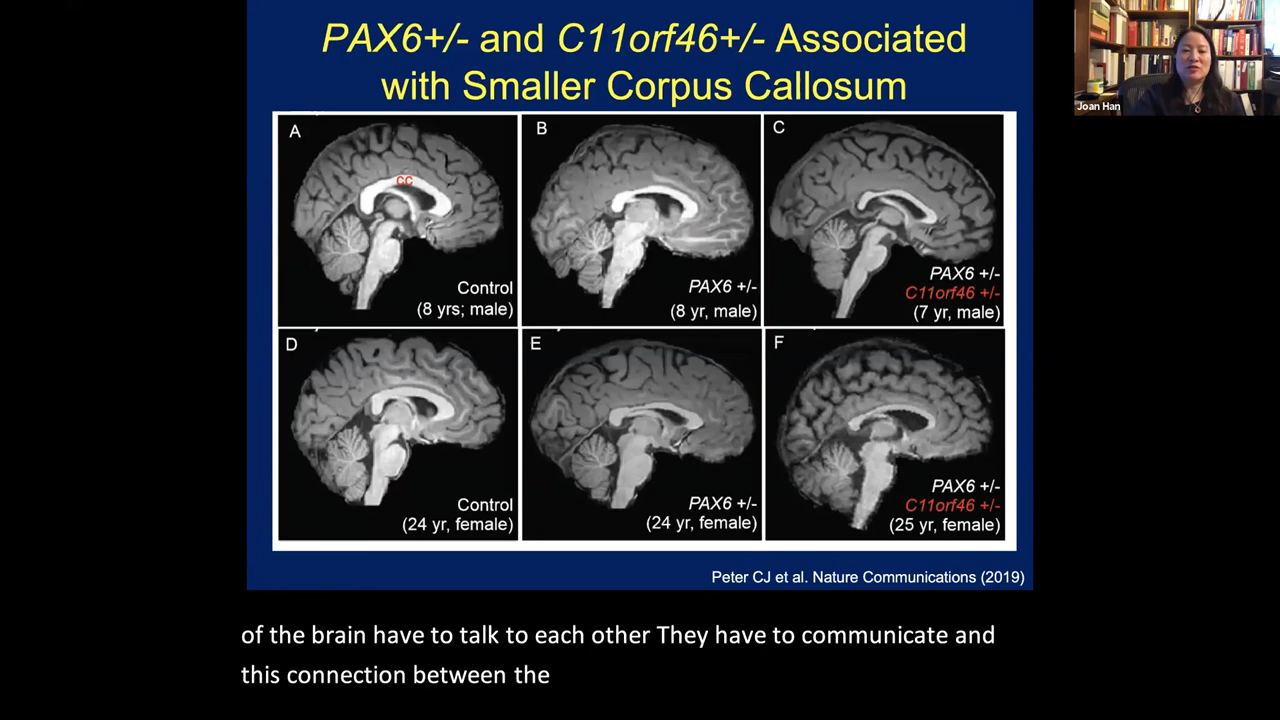 PAX6+/- and C11orf46+/- Associated
with Smaller Corpus Callosum
Joan Han
A
cc
Control
(8 yrs; male)
B
PAX6 +/-
(8 yr, male)
C
PAX6 +/-
C11orf46 +/-
(7 yr, male)
D
Control
(24 yr, female)
E
PAX6 +/-
(24 yr, female)
F
PAX6 +/-
C11orf46 +/-
(25 yr, female)
Peter CJ et al. Nature Communications (2019)
of the brain have to talk to each other They have to communicate and
this connection between the